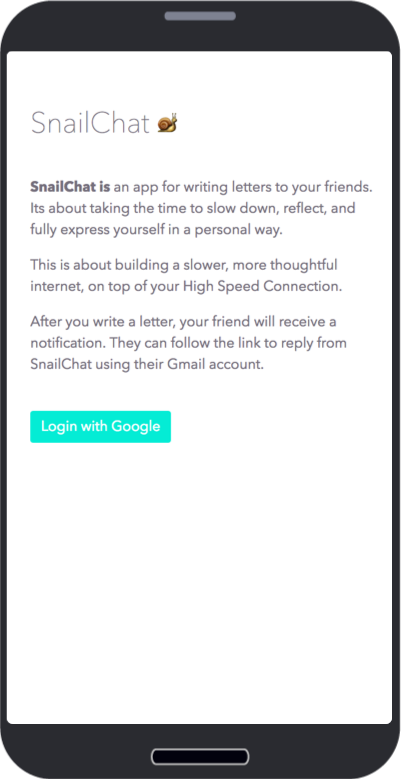 SnailChat 🐌
SnailChat is an app for writing letters to your friends.
Its about taking the time to slow down, reflect, and
fully express yourself in a personal way.
This is about building a slower, more thoughtful
internet, on top of your High Speed Connection.
After you write a letter, your friend will receive a
notification. They can follow the link to reply from
SnailChat using their Gmail account.
Login with Google